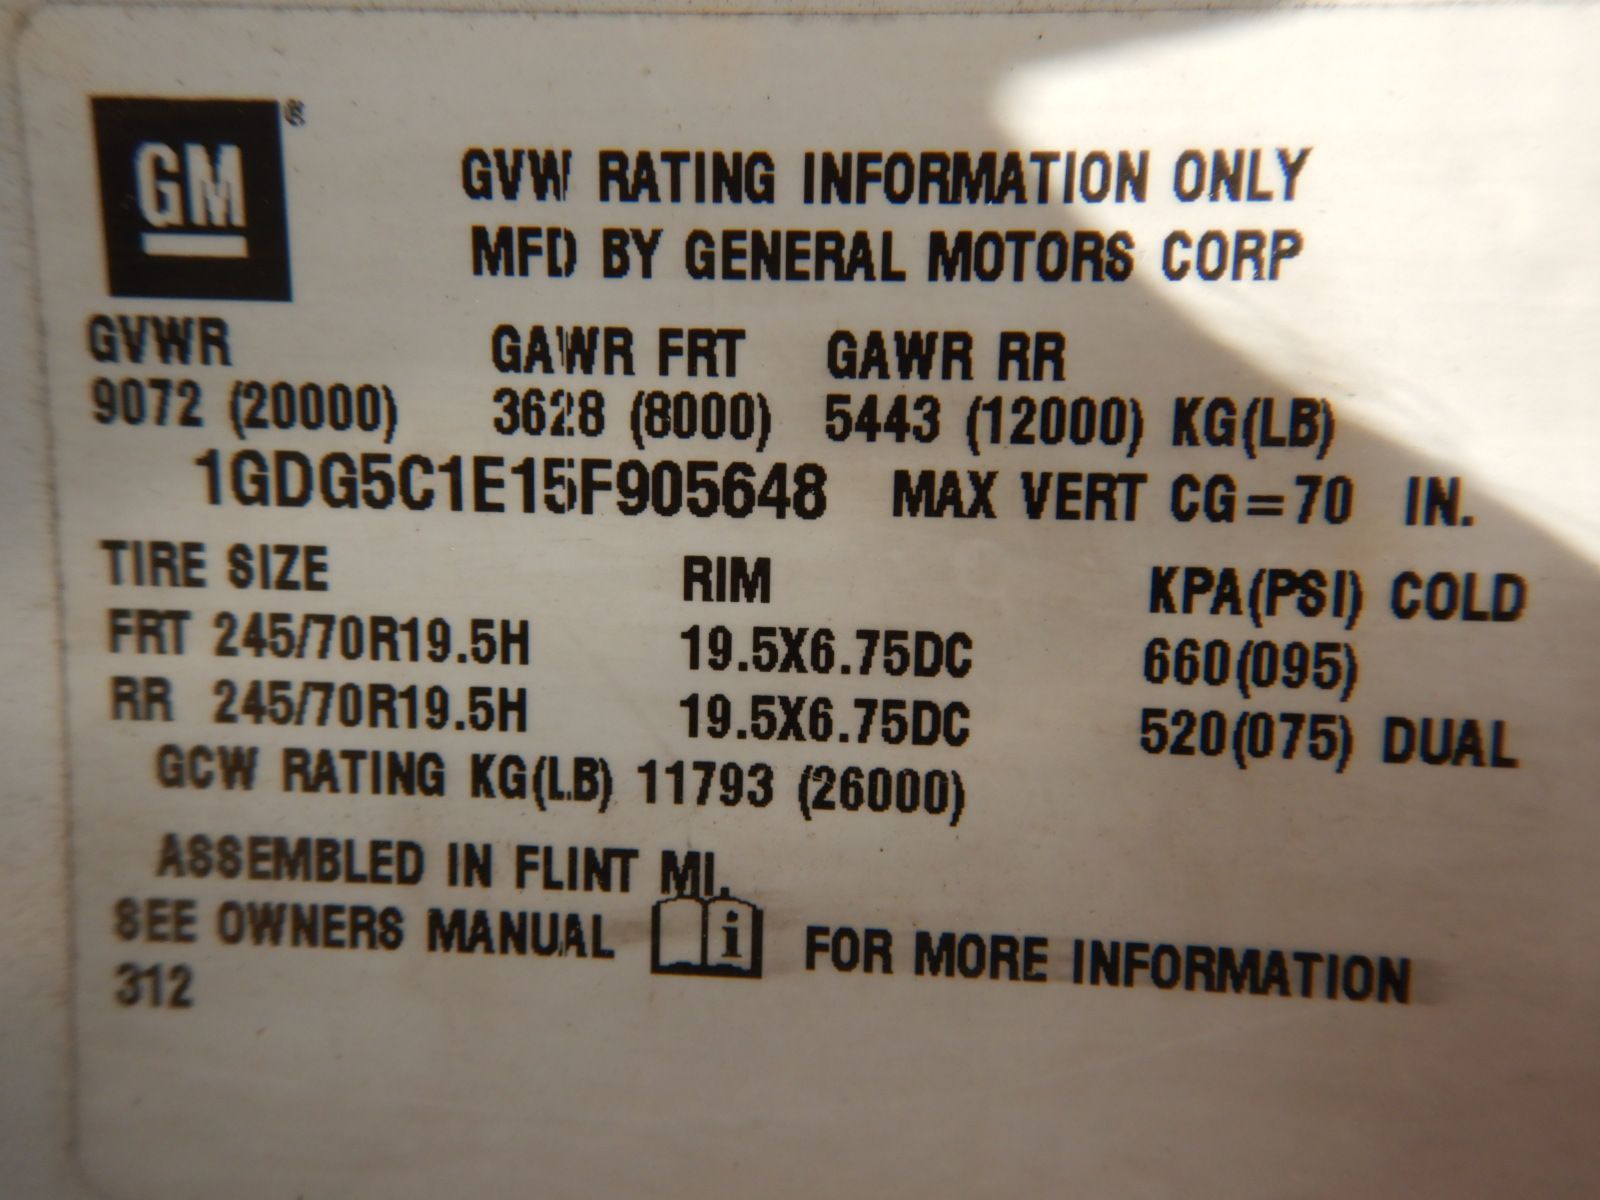 GM ®
GVW RATING INFORMATION ONLY
MFD BY GENERAL MOTORS CORP
GVWR GAWR FRT GAWR RR
9072 (20000) 3628 (8000) 5443 (12000) KG(LB)
1GDG5C1E15F905648 MAX VERT CG=70 IN.
TIRE SIZE RIM KPA(PSI) COLD
FRT 245/70R19.5H 19.5X6.75DC 660(095)
RR 245/70R19.5H 19.5X6.75DC 520(075) DUAL
GCW RATING KG(LB) 11793 (26000)
ASSEMBLED IN FLINT MI.
SEE OWNERS MANUAL i FOR MORE INFORMATION
312